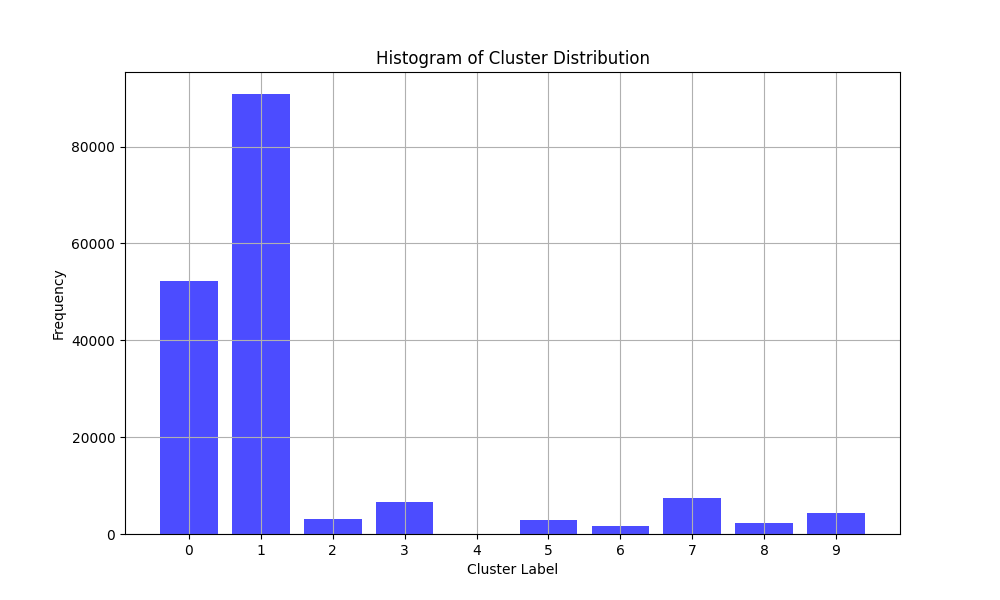 Histogram of Cluster Distribution
80000
60000
40000
20000
0
Frequency
0 1 2 3 4 5 6 7 8 9
Cluster Label